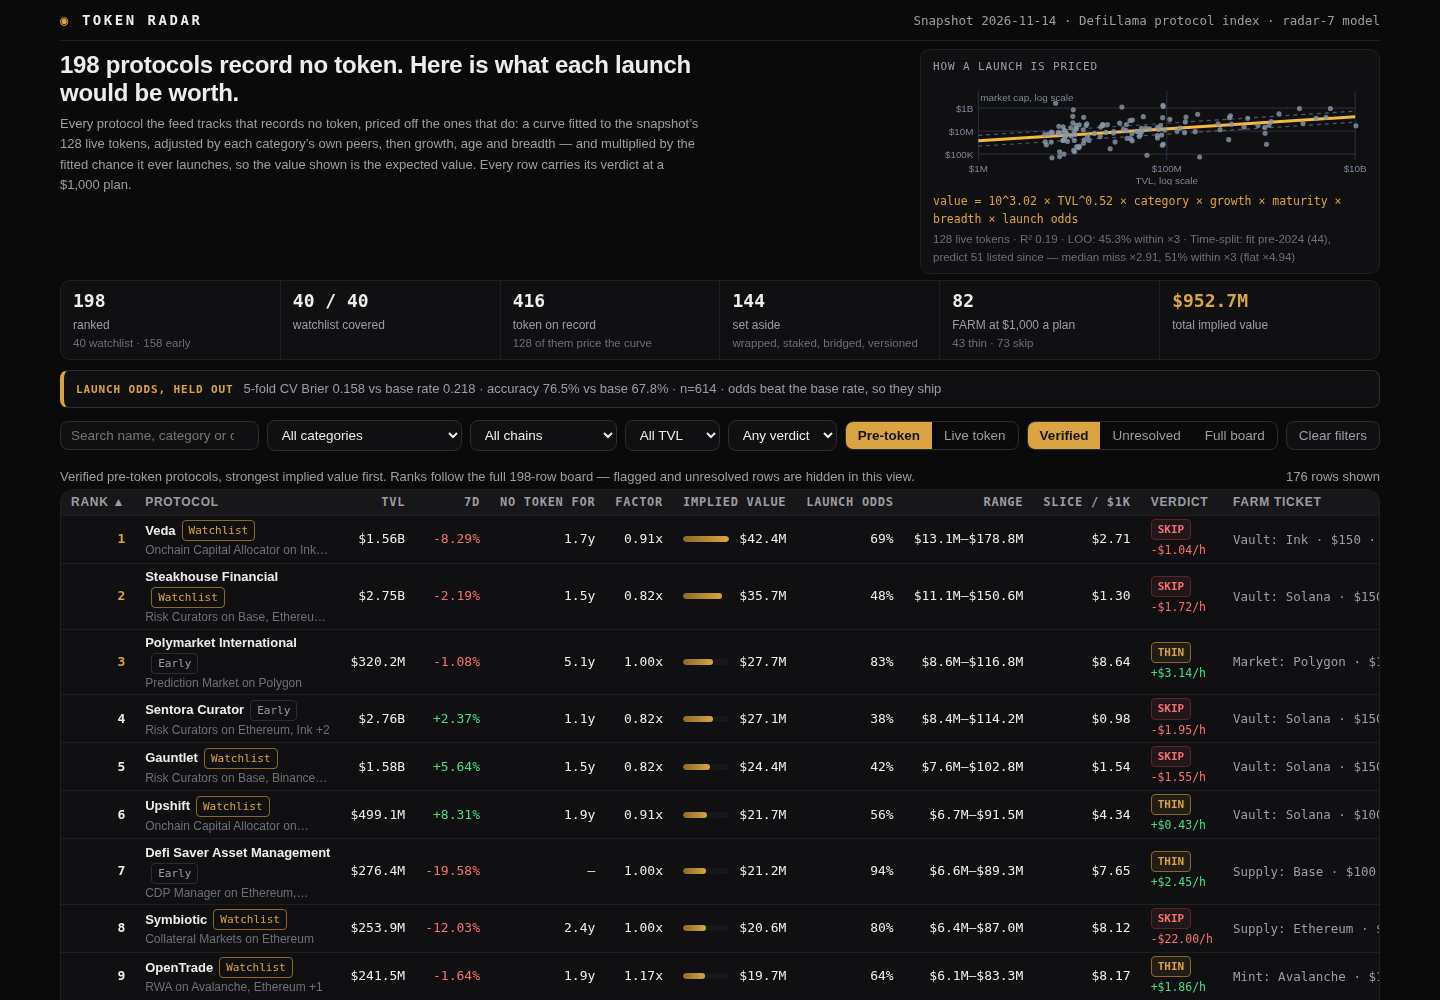 ◉ TOKEN RADAR
Snapshot 2026-11-14 · DefiLlama protocol index · radar-7 model
198 protocols record no token. Here is what each launch
would be worth.
Every protocol the feed tracks that records no token, priced off the ones that do: a curve fitted to the snapshot's
128 live tokens, adjusted by each category's own peers, then growth, age and breadth — and multiplied by the
fitted chance it ever launches, so the value shown is the expected value. Every row carries its verdict at a
$1,000 plan.
HOW A LAUNCH IS PRICED
market cap, log scale
$1B
$10M
$100K
$1M $100M $10B
TVL, log scale
value = 10^3.02 × TVL^0.52 × category × growth × maturity ×
breadth × launch odds
128 live tokens · R² 0.19 · LOO: 45.3% within ×3 · Time-split: fit pre-2024 (44),
predict 51 listed since — median miss ×2.91, 51% within ×3 (flat ×4.94)
198 40 / 40 416 144 82 $952.7M
ranked watchlist covered token on record set aside FARM at $1,000 a plan total implied value
40 watchlist · 158 early 128 of them price the curve wrapped, staked, bridged, versioned 43 thin · 73 skip
LAUNCH ODDS, HELD OUT 5-fold CV Brier 0.158 vs base rate 0.218 · accuracy 76.5% vs base 67.8% · n=614 · odds beat the base rate, so they ship
Search name, category or c All categories All chains All TVL Any verdict Pre-token Live token Verified Unresolved Full board Clear filters
Verified pre-token protocols, strongest implied value first. Ranks follow the full 198-row board — flagged and unresolved rows are hidden in this view. 176 rows shown
RANK ▲ PROTOCOL TVL 7D NO TOKEN FOR FACTOR IMPLIED VALUE LAUNCH ODDS RANGE SLICE / $1K VERDICT FARM TICKET
1 Veda Watchlist $1.56B -8.29% 1.7y 0.91x $42.4M 69% $13.1M–$178.8M $2.71 SKIP Vault: Ink · $150 ·
Onchain Capital Allocator on Ink… -$1.04/h
2 Steakhouse Financial Watchlist $2.75B -2.19% 1.5y 0.82x $35.7M 48% $11.1M–$150.6M $1.30 SKIP Vault: Solana · $150
Risk Curators on Base, Ethereu… -$1.72/h
3 Polymarket International Early $320.2M -1.08% 5.1y 1.00x $27.7M 83% $8.6M–$116.8M $8.64 THIN Market: Polygon ·
Prediction Market on Polygon +$3.14/h
4 Sentora Curator Early $2.76B +2.37% 1.1y 0.82x $27.1M 38% $8.4M–$114.2M $0.98 SKIP Vault: Solana · $150
Risk Curators on Ethereum, Ink +2 -$1.95/h
5 Gauntlet Watchlist $1.58B +5.64% 1.5y 0.82x $24.4M 42% $7.6M–$102.8M $1.54 SKIP Vault: Solana · $150
Risk Curators on Base, Binance… -$1.55/h
6 Upshift Watchlist $499.1M +8.31% 1.9y 0.91x $21.7M 56% $6.7M–$91.5M $4.34 THIN Vault: Solana · $100
Onchain Capital Allocator on… +$0.43/h
7 Defi Saver Asset Management Early $276.4M -19.58% – 1.00x $21.2M 94% $6.6M–$89.3M $7.65 THIN Supply: Base · $100
CDP Manager on Ethereum,… +$2.45/h
8 Symbiotic Watchlist $253.9M -12.03% 2.4y 1.00x $20.6M 80% $6.4M–$87.0M $8.12 SKIP Supply: Ethereum ·
Collateral Markets on Ethereum -$22.00/h
9 OpenTrade Watchlist $241.5M -1.64% 1.9y 1.17x $19.7M 64% $6.1M–$83.3M $8.17 THIN Mint: Avalanche ·
RWA on Avalanche, Ethereum +1 +$1.86/h